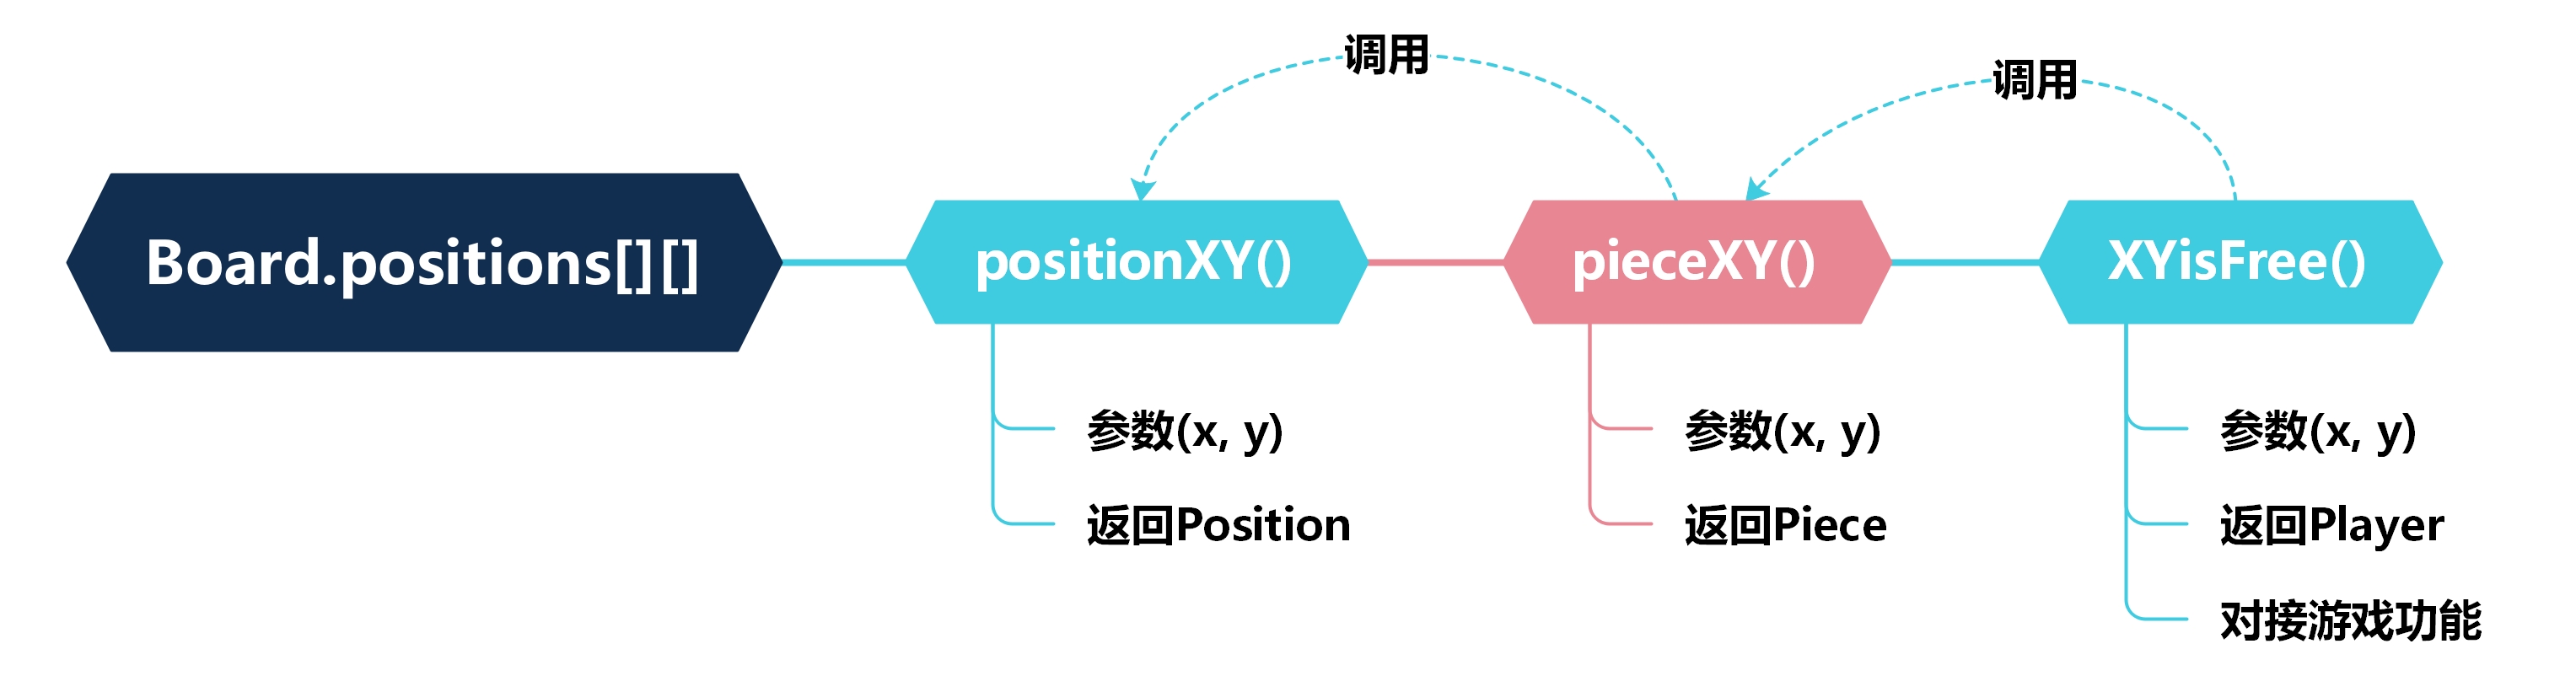 调用
调用
Board.positions[][]
positionXY()
pieceXY()
XYisFree()
参数(x, y)
参数(x, y)
参数(x, y)
返回Position
返回Piece
返回Player
对接游戏功能